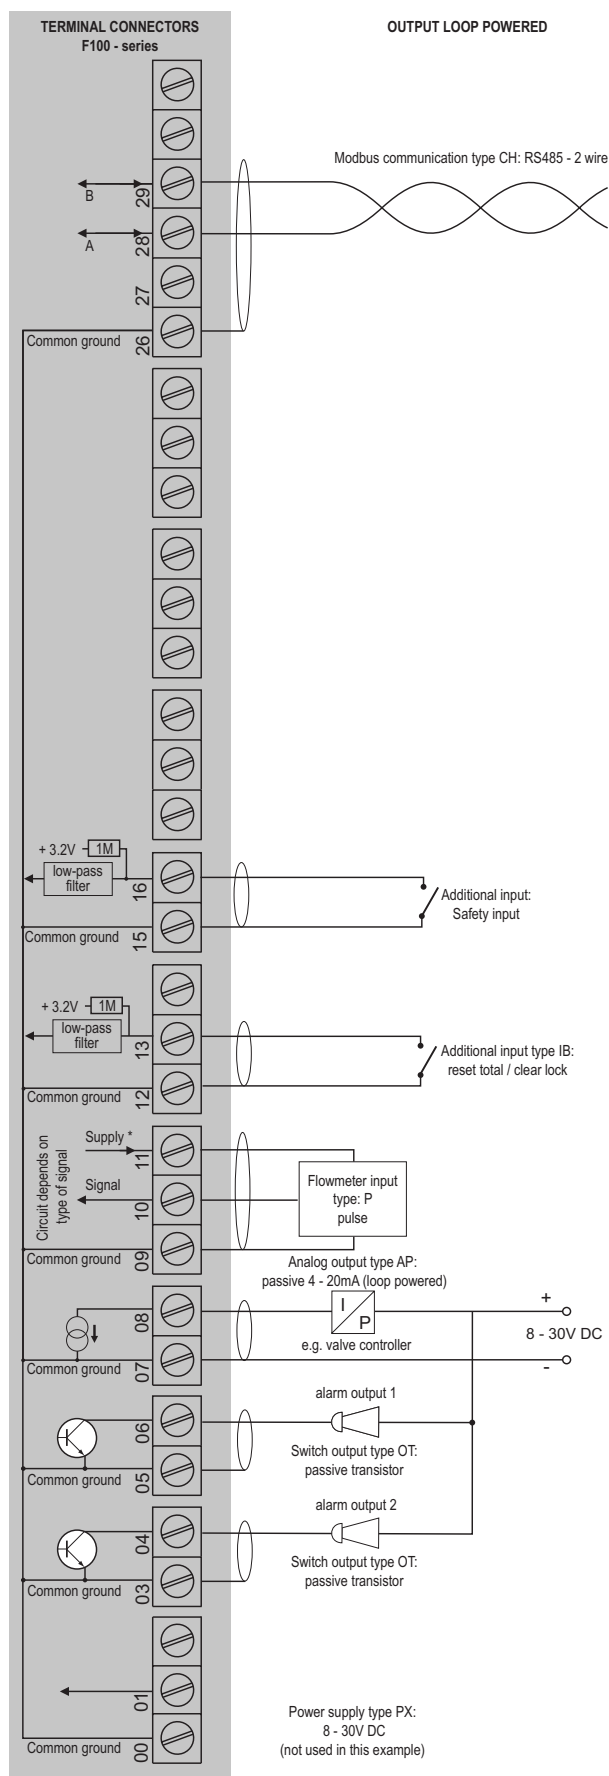 TERMINAL CONNECTORS
F100 - series
OUTPUT LOOP POWERED
Modbus communication type CH: RS485 - 2 wire
B
29
A
28
27
Common ground
26
+ 3.2V
1M
low-pass
filter
16
Additional input:
Safety input
Common ground
15
+ 3.2V
1M
low-pass
filter
13
Additional input type IB:
reset total / clear lock
Common ground
12
Circuit depends on
type of signal
Supply *
11
Signal
10
Flowmeter input
type: P
pulse
Common ground
09
Analog output type AP:
passive 4 - 20mA (loop powered)
08
I
P
+
8 - 30V DC
e.g. valve controller
Common ground
07
-
alarm output 1
06
Switch output type OT:
passive transistor
Common ground
05
alarm output 2
04
Switch output type OT:
passive transistor
Common ground
03
01
Power supply type PX:
8 - 30V DC
(not used in this example)
Common ground
00